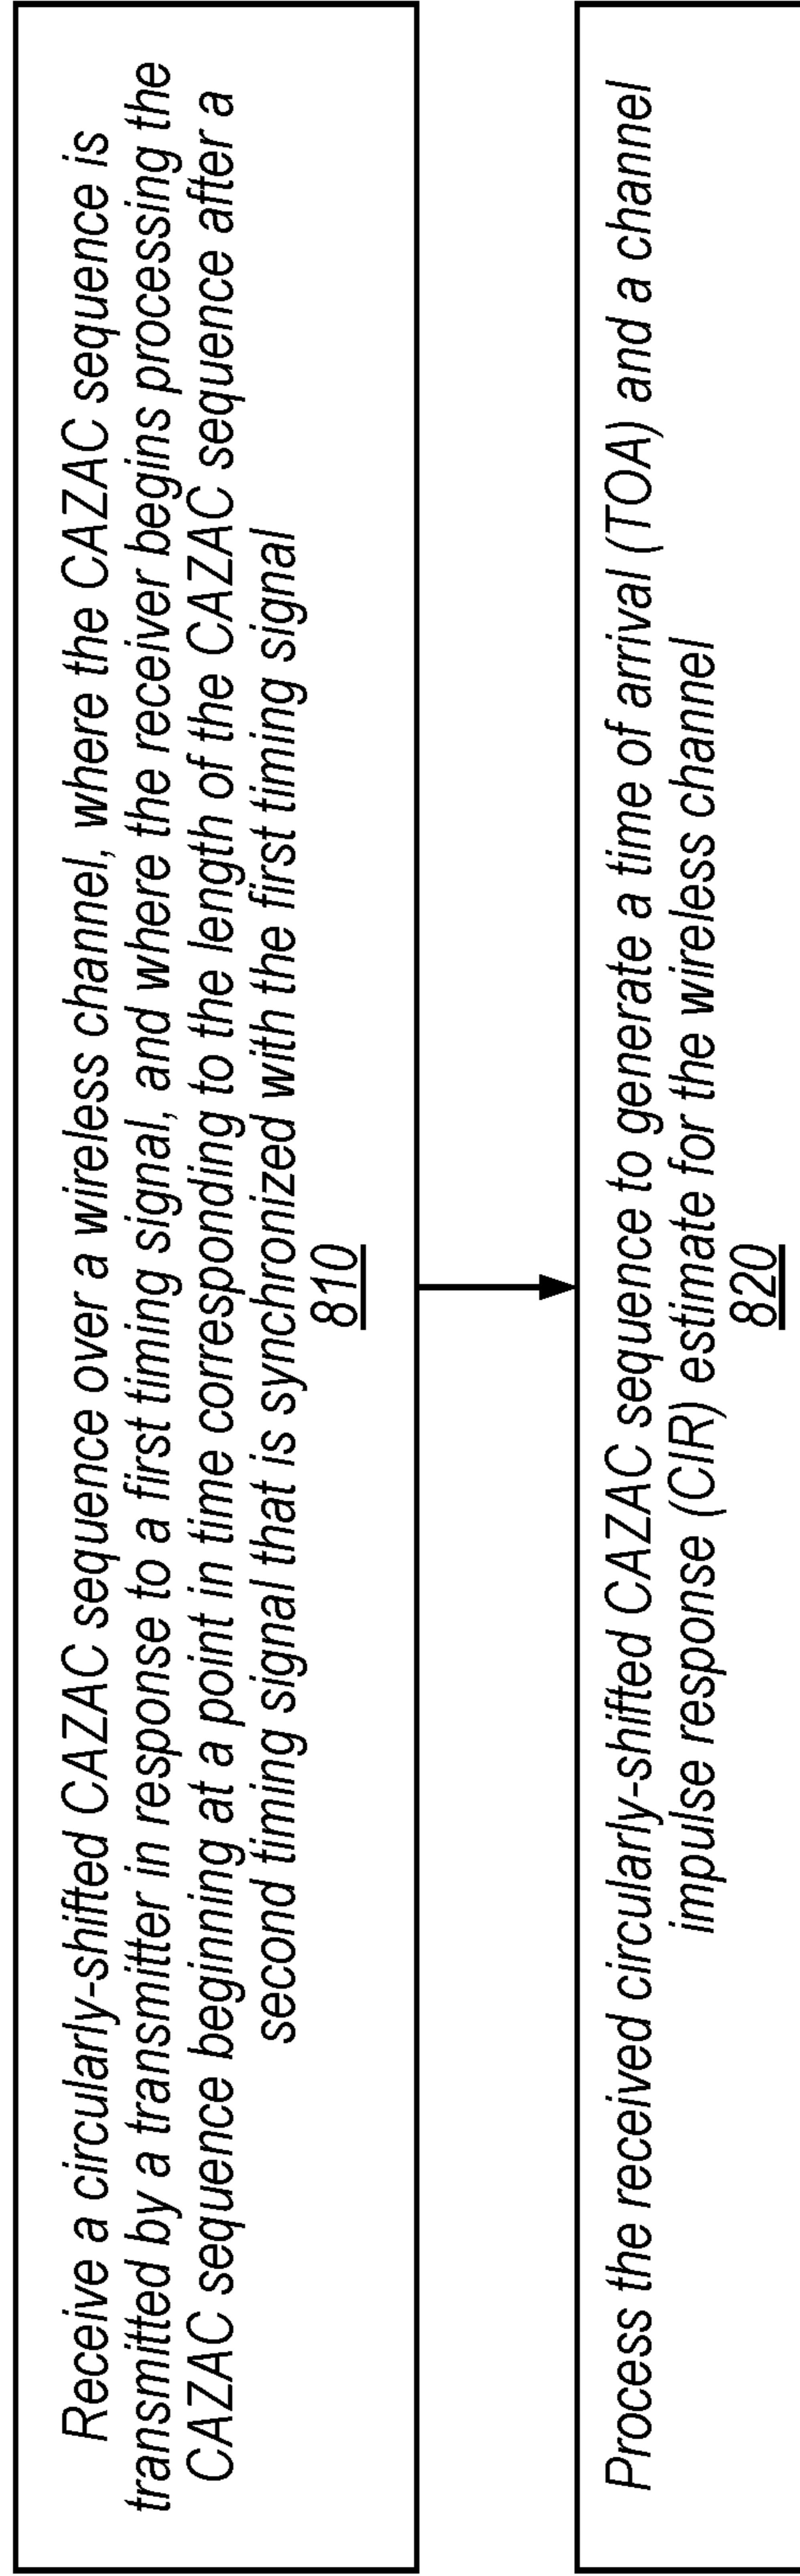 Receive a circularly-shifted CAZAC sequence over a wireless channel, where the CAZAC sequence is
transmitted by a transmitter in response to a first timing signal, and where the receiver begins processing the
CAZAC sequence beginning at a point in time corresponding to the length of the CAZAC sequence after a
second timing signal that is synchronized with the first timing signal
810
Process the received circularly-shifted CAZAC sequence to generate a time of arrival (TOA) and a channel
impulse response (CIR) estimate for the wireless channel
820